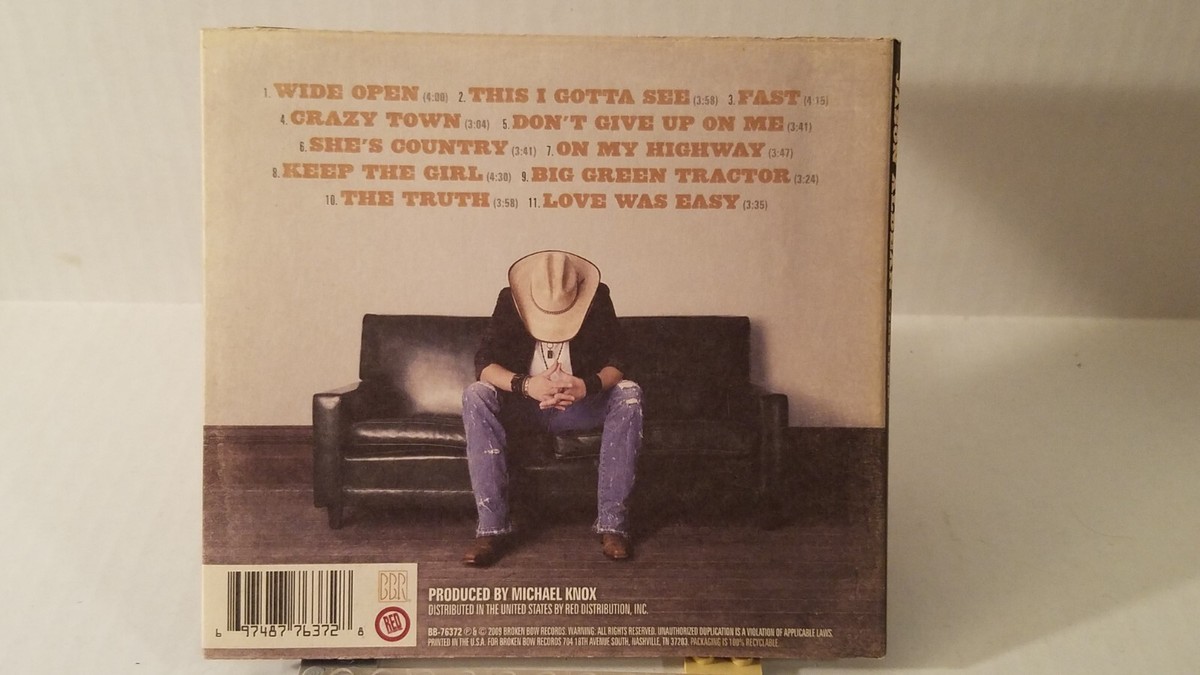 1. WIDE OPEN (4:00) 2. THIS I GOTTA SEE (3:58) 3. FAST (4:15)
4. CRAZY TOWN (3:04) 5. DON'T GIVE UP ON ME (3:41)
6. SHE'S COUNTRY (3:41) 7. ON MY HIGHWAY (3:47)
8. KEEP THE GIRL (4:30) 9. BIG GREEN TRACTOR (3:24)
10. THE TRUTH (3:58) 11. LOVE WAS EASY (3:35)
JASON ALDEAN
BBR
RED
6 97487 76372 8
PRODUCED BY MICHAEL KNOX
DISTRIBUTED IN THE UNITED STATES BY RED DISTRIBUTION, INC.
BB-76372 ℗ & © 2009 BROKEN BOW RECORDS. WARNING: ALL RIGHTS RESERVED. UNAUTHORIZED DUPLICATION IS A VIOLATION OF APPLICABLE LAWS.
PRINTED IN THE U.S.A. FOR BROKEN BOW RECORDS 704 18TH AVENUE SOUTH, NASHVILLE, TN 37203. PACKAGING IS 100% RECYCLABLE.